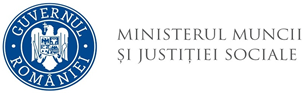 GUVERNUL
ROMÂNIEI
MINISTERUL MUNCII
ȘI JUSTIȚIEI SOCIALE